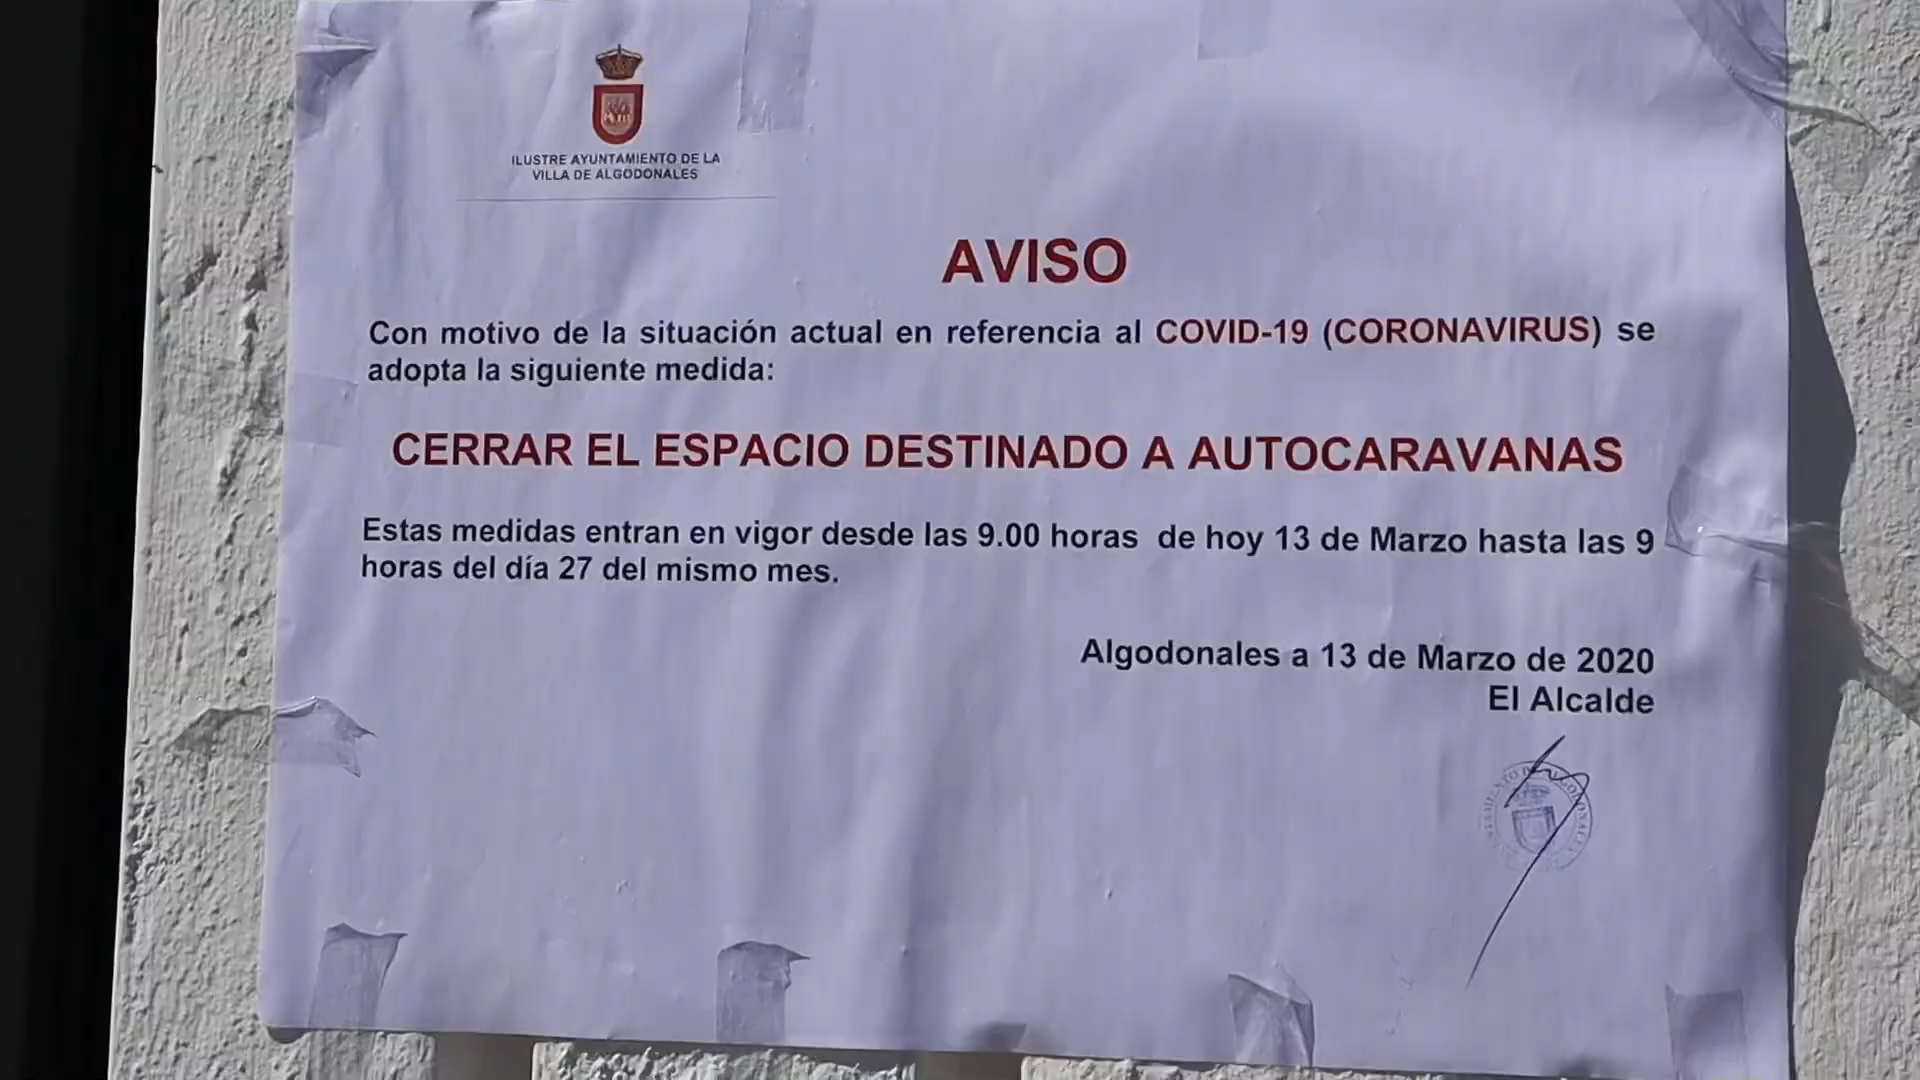 ILUSTRE AYUNTAMIENTO DE LA
VILLA DE ALGODONALES
AVISO
Con motivo de la situación actual en referencia al COVID-19 (CORONAVIRUS) se
adopta la siguiente medida:
CERRAR EL ESPACIO DESTINADO A AUTOCARAVANAS
Estas medidas entran en vigor desde las 9.00 horas de hoy 13 de Marzo hasta las 9
horas del día 27 del mismo mes.
Algodonales a 13 de Marzo de 2020
El Alcalde